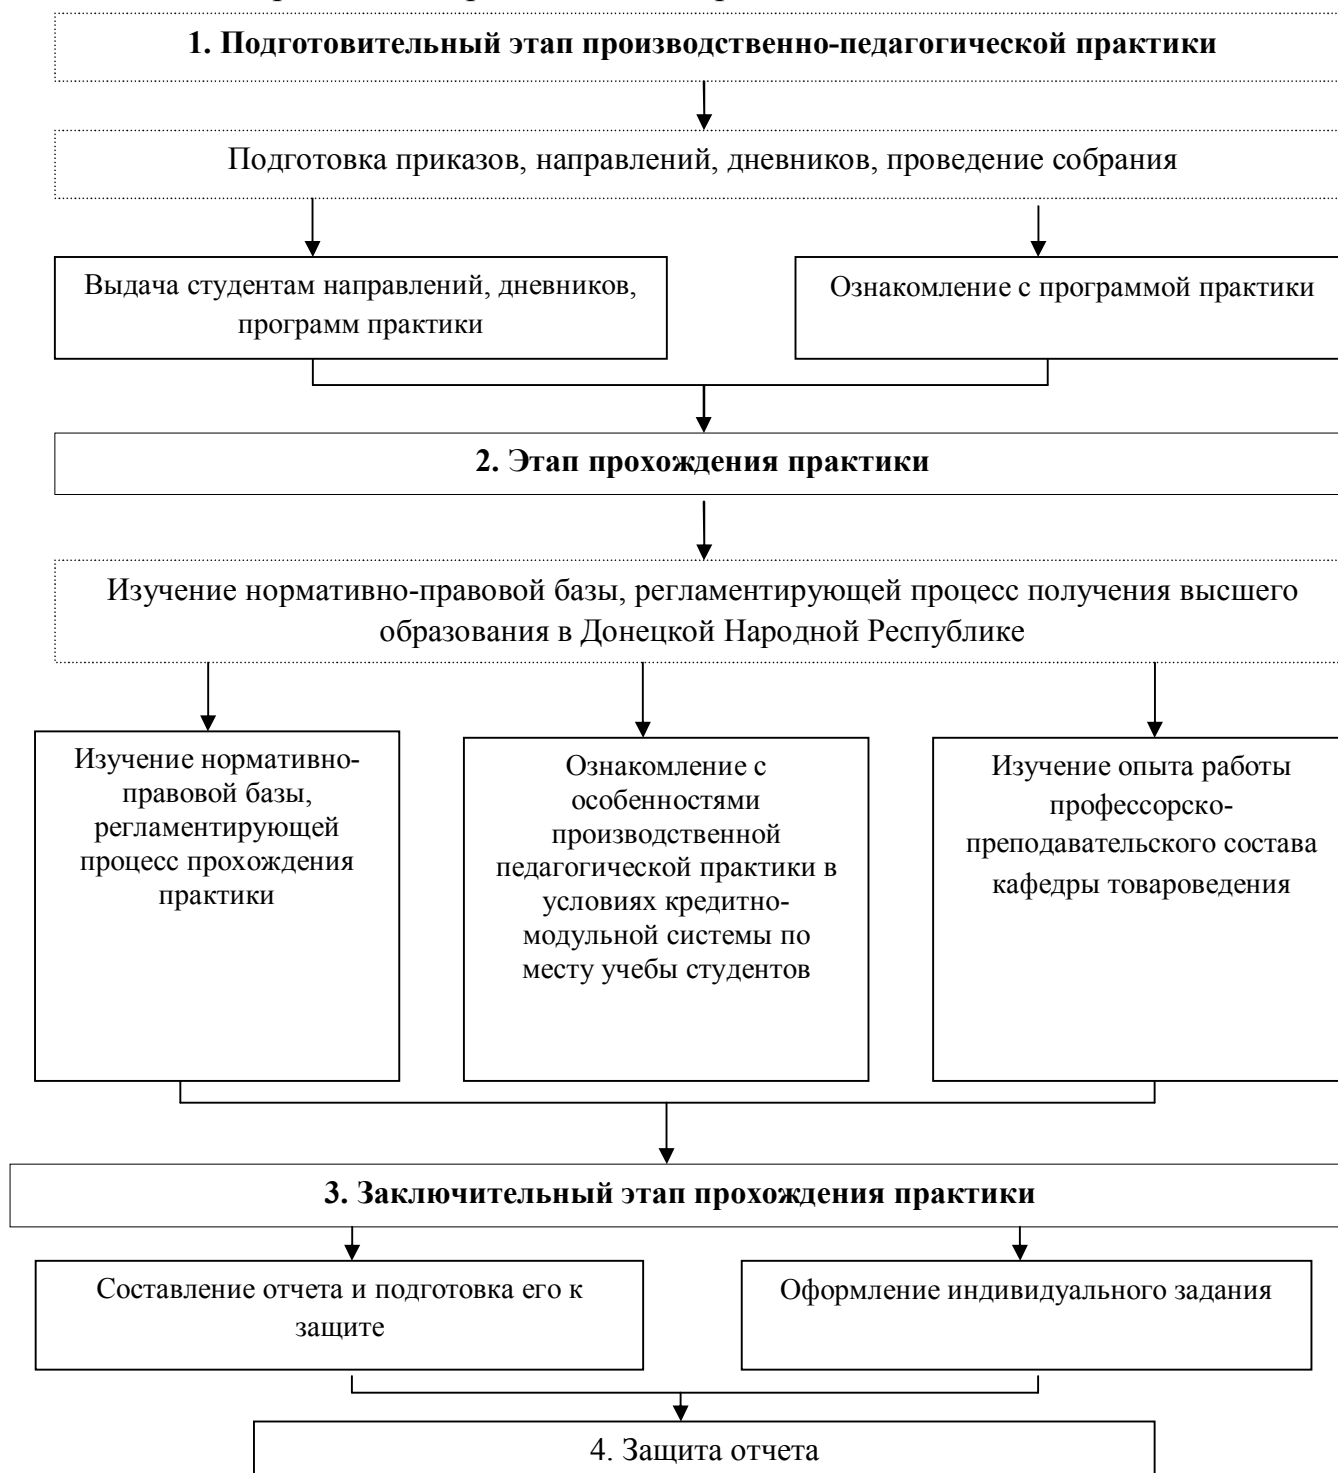 1. Подготовительный этап производственно-педагогической практики
Подготовка приказов, направлений, дневников, проведение собрания
Выдача студентам направлений, дневников,
программ практики
Ознакомление с программой практики
2. Этап прохождения практики
Изучение нормативно-правовой базы, регламентирующей процесс получения высшего
образования в Донецкой Народной Республике
Изучение нормативно-
правовой базы,
регламентирующей
процесс прохождения
практики
Ознакомление с
особенностями
производственной
педагогической практики в
условиях кредитно-
модульной системы по
месту учебы студентов
Изучение опыта работы
профессорско-
преподавательского состава
кафедры товароведения
3. Заключительный этап прохождения практики
Составление отчета и подготовка его к
защите
Оформление индивидуального задания
4. Защита отчета